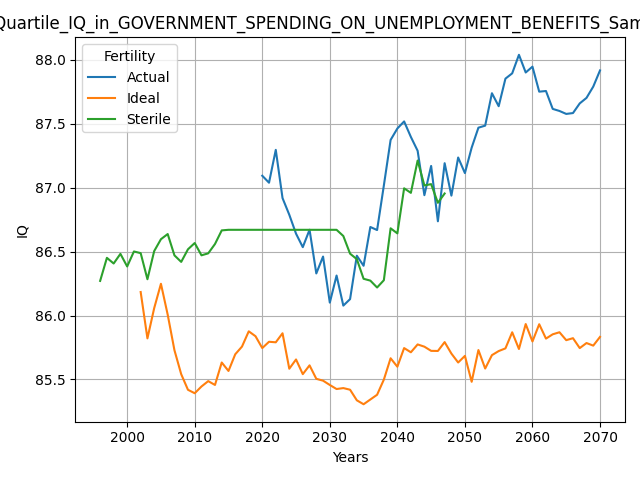 Quartile_IQ_in_GOVERNMENT_SPENDING_ON_UNEMPLOYMENT_BENEFITS_Sam
Fertility
Actual
Ideal
Sterile
88.0
87.5
87.0
86.5
86.0
85.5
IQ
2000 2010 2020 2030 2040 2050 2060 2070
Years